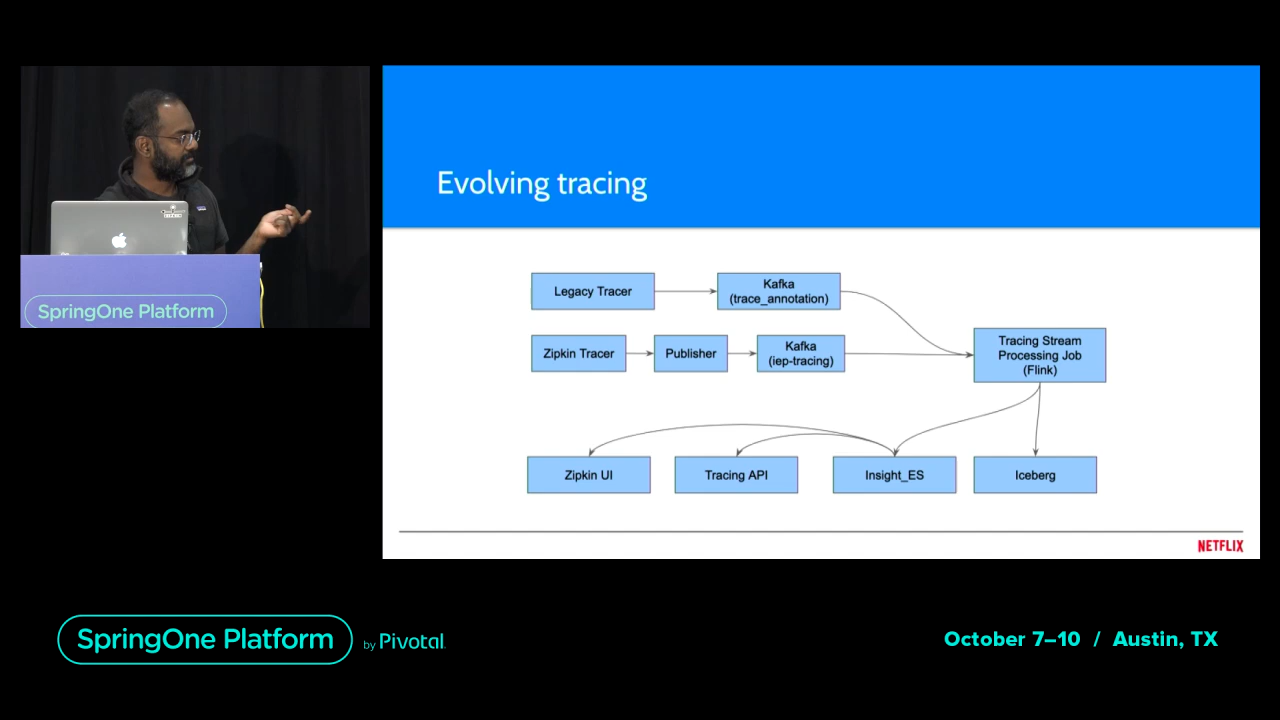 Evolving tracing
Legacy Tracer
Kafka
(trace_annotation)
Zipkin Tracer
Publisher
Kafka
(iep-tracing)
Tracing Stream
Processing Job
(Flink)
Zipkin UI
Tracing API
Insight_ES
Iceberg
NETFLIX
SpringOne Platform
SpringOne Platform by Pivotal
October 7–10 / Austin, TX